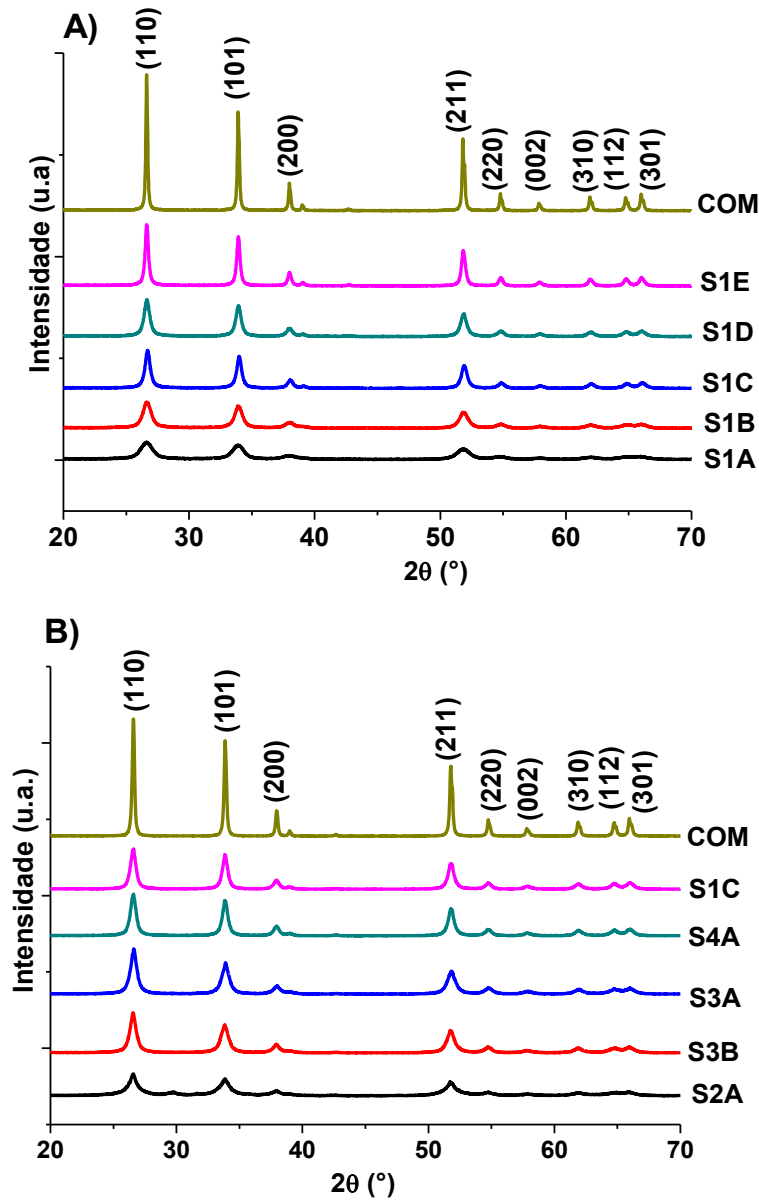 A)
(110)
(101)
(200)
(211)
(220)
(002)
(310)
(112)
(301)
COM
S1E
S1D
S1C
S1B
S1A
Intensidade (u.a)
20 30 40 50 60 70
2θ (°)
B)
(110)
(101)
(200)
(211)
(220)
(002)
(310)
(112)
(301)
COM
S1C
S4A
S3A
S3B
S2A
Intensidade (u.a.)
20 30 40 50 60 70
2θ (°)